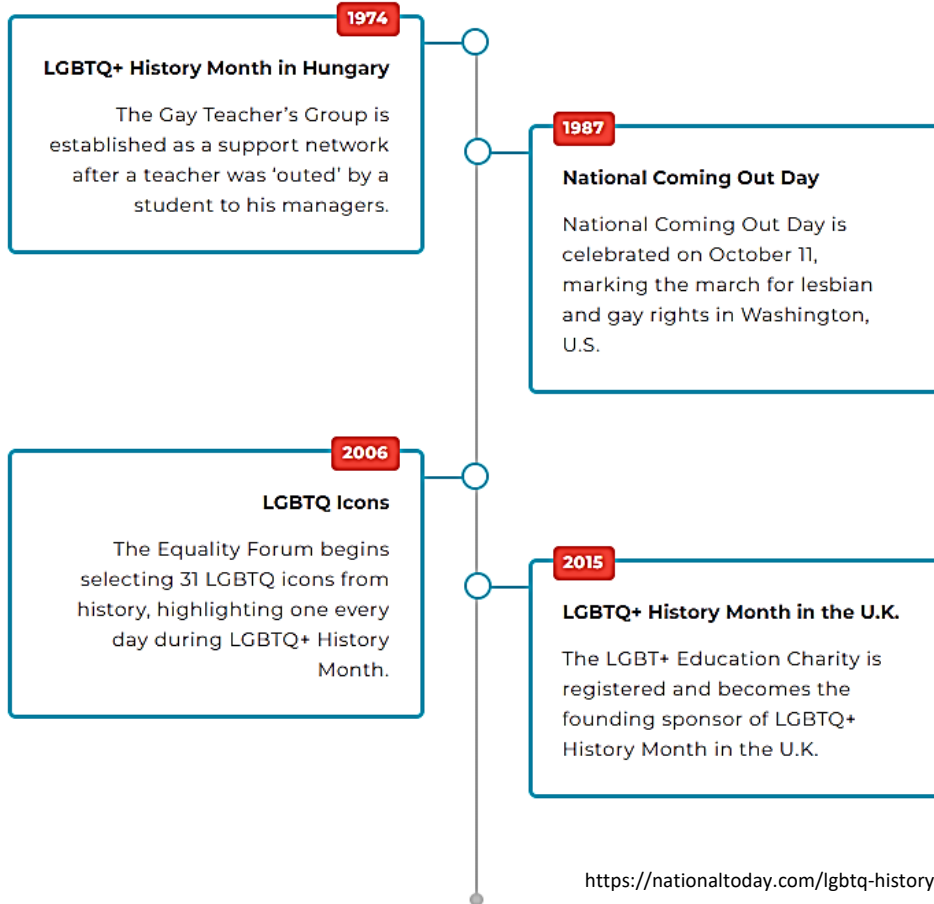 1974
LGBTQ+ History Month in Hungary
The Gay Teacher’s Group is
established as a support network
after a teacher was ‘outed’ by a
student to his managers.
1987
National Coming Out Day
National Coming Out Day is
celebrated on October 11,
marking the march for lesbian
and gay rights in Washington,
U.S.
2006
LGBTQ Icons
The Equality Forum begins
selecting 31 LGBTQ icons from
history, highlighting one every
day during LGBTQ+ History
Month.
2015
LGBTQ+ History Month in the U.K.
The LGBT+ Education Charity is
registered and becomes the
founding sponsor of LGBTQ+
History Month in the U.K.
https://nationaltoday.com/lgbtq-history